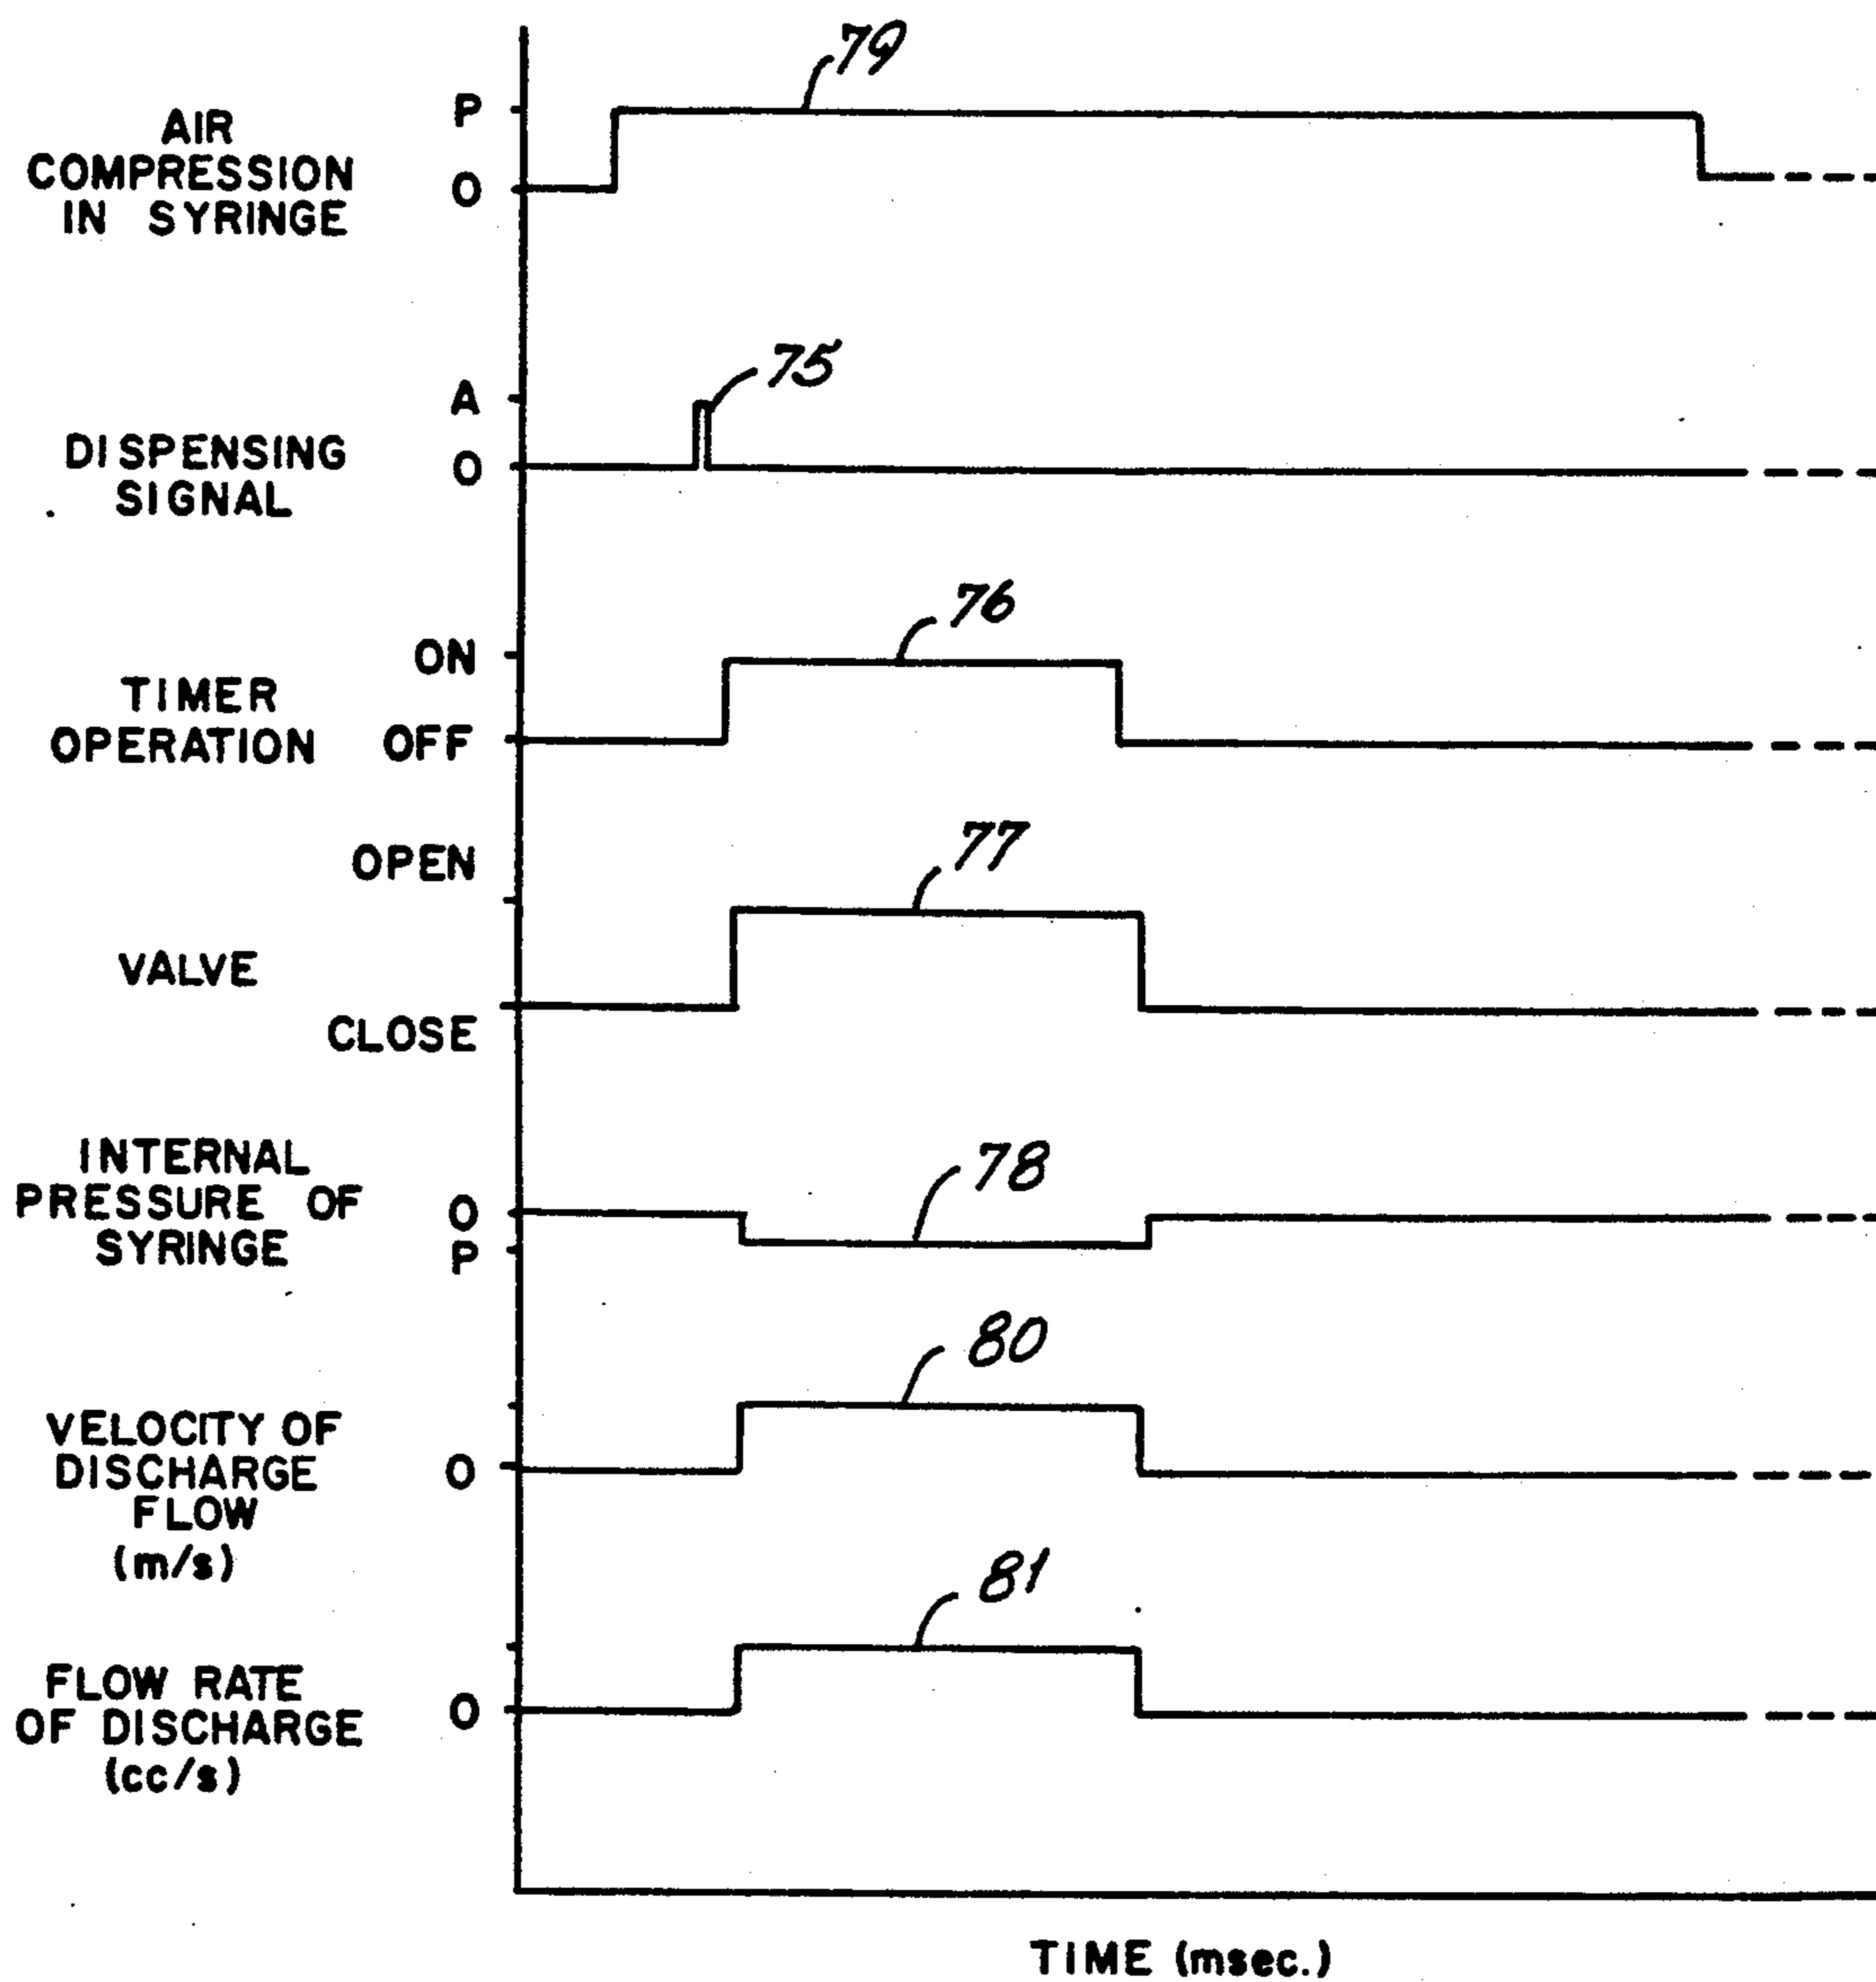 79
AIR
COMPRESSION
IN SYRINGE
P
O
75
DISPENSING
SIGNAL
A
O
76
TIMER
OPERATION
ON
OFF
77
OPEN
VALVE
CLOSE
78
INTERNAL
PRESSURE OF
SYRINGE
O
P
80
VELOCITY OF
DISCHARGE
FLOW
(m/s)
O
81
FLOW RATE
OF DISCHARGE
(cc/s)
O
TIME (msec.)